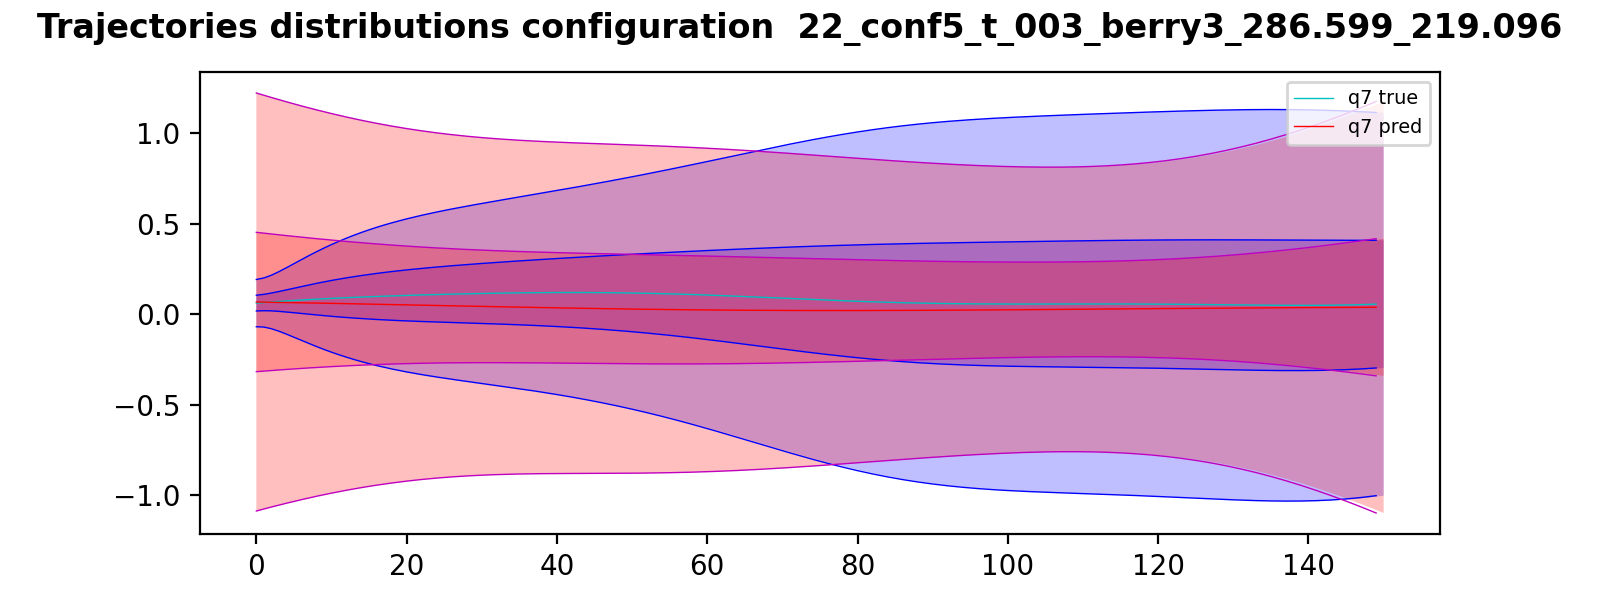 Trajectories distributions configuration  22_conf5_t_003_berry3_286.599_219.096
q7 true
q7 pred
1.0
0.5
0.0
−0.5
−1.0
0 20 40 60 80 100 120 140